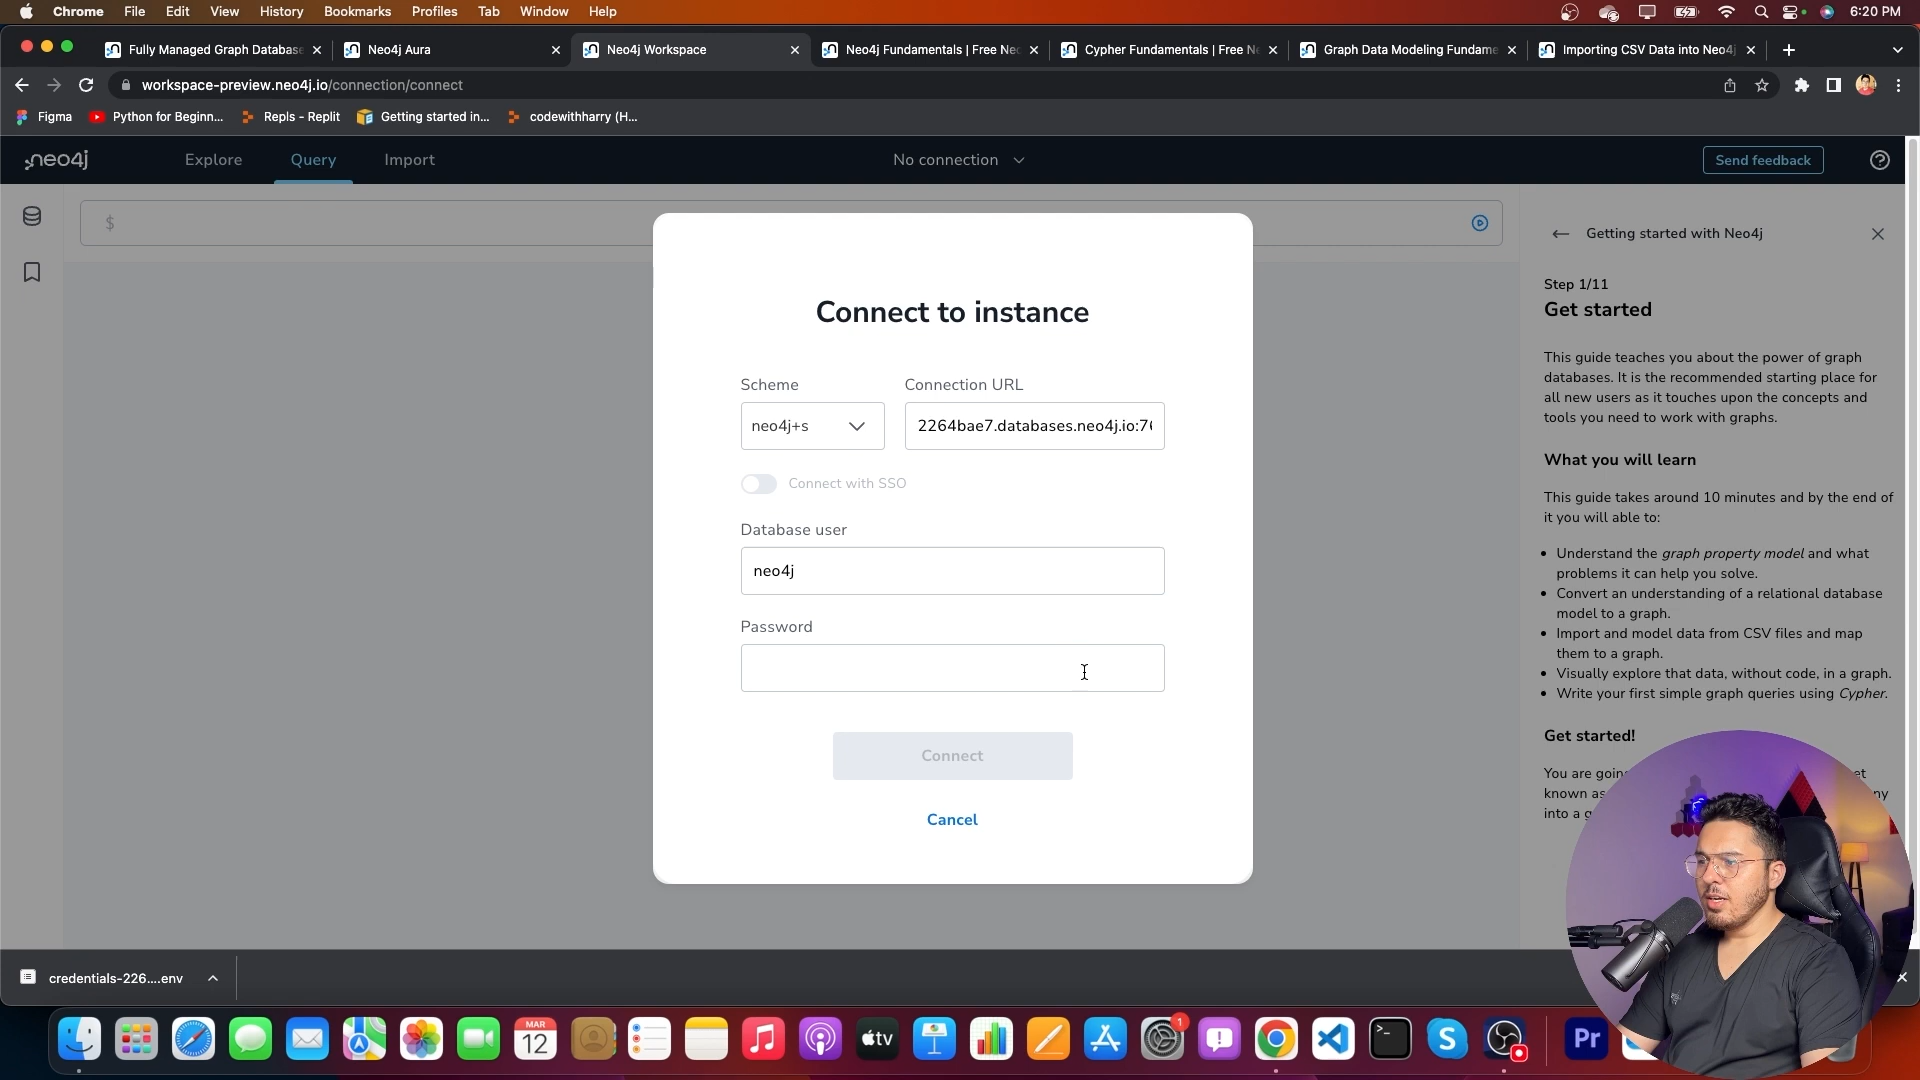 Chrome File Edit View History Bookmarks Profiles Tab Window Help 6:20 PM
Fully Managed Graph Database Neo4j Aura Neo4j Workspace Neo4j Fundamentals | Free Neo Cypher Fundamentals | Free Ne Graph Data Modeling Fundame Importing CSV Data into Neo4j
workspace-preview.neo4j.io/connection/connect
Figma Python for Beginn... Repls - Replit Getting started in... codewithharry (H...
neo4j Explore Query Import No connection Send feedback
$
Getting started with Neo4j
Step 1/11
Get started
This guide teaches you about the power of graph
databases. It is the recommended starting place for
all new users as it touches upon the concepts and
tools you need to work with graphs.
What you will learn
This guide takes around 10 minutes and by the end of
it you will able to:
• Understand the graph property model and what
problems it can help you solve.
• Convert an understanding of a relational database
model to a graph.
• Import and model data from CSV files and map
them to a graph.
• Visually explore that data, without code, in a graph.
• Write your first simple graph queries using Cypher.
Get started!
You are going
known as
into a
Connect to instance
Scheme Connection URL
neo4j+s 2264bae7.databases.neo4j.io:76
Connect with SSO
Database user
neo4j
Password
Connect
Cancel
credentials-226....env
MAR
12
tv
1
Pr